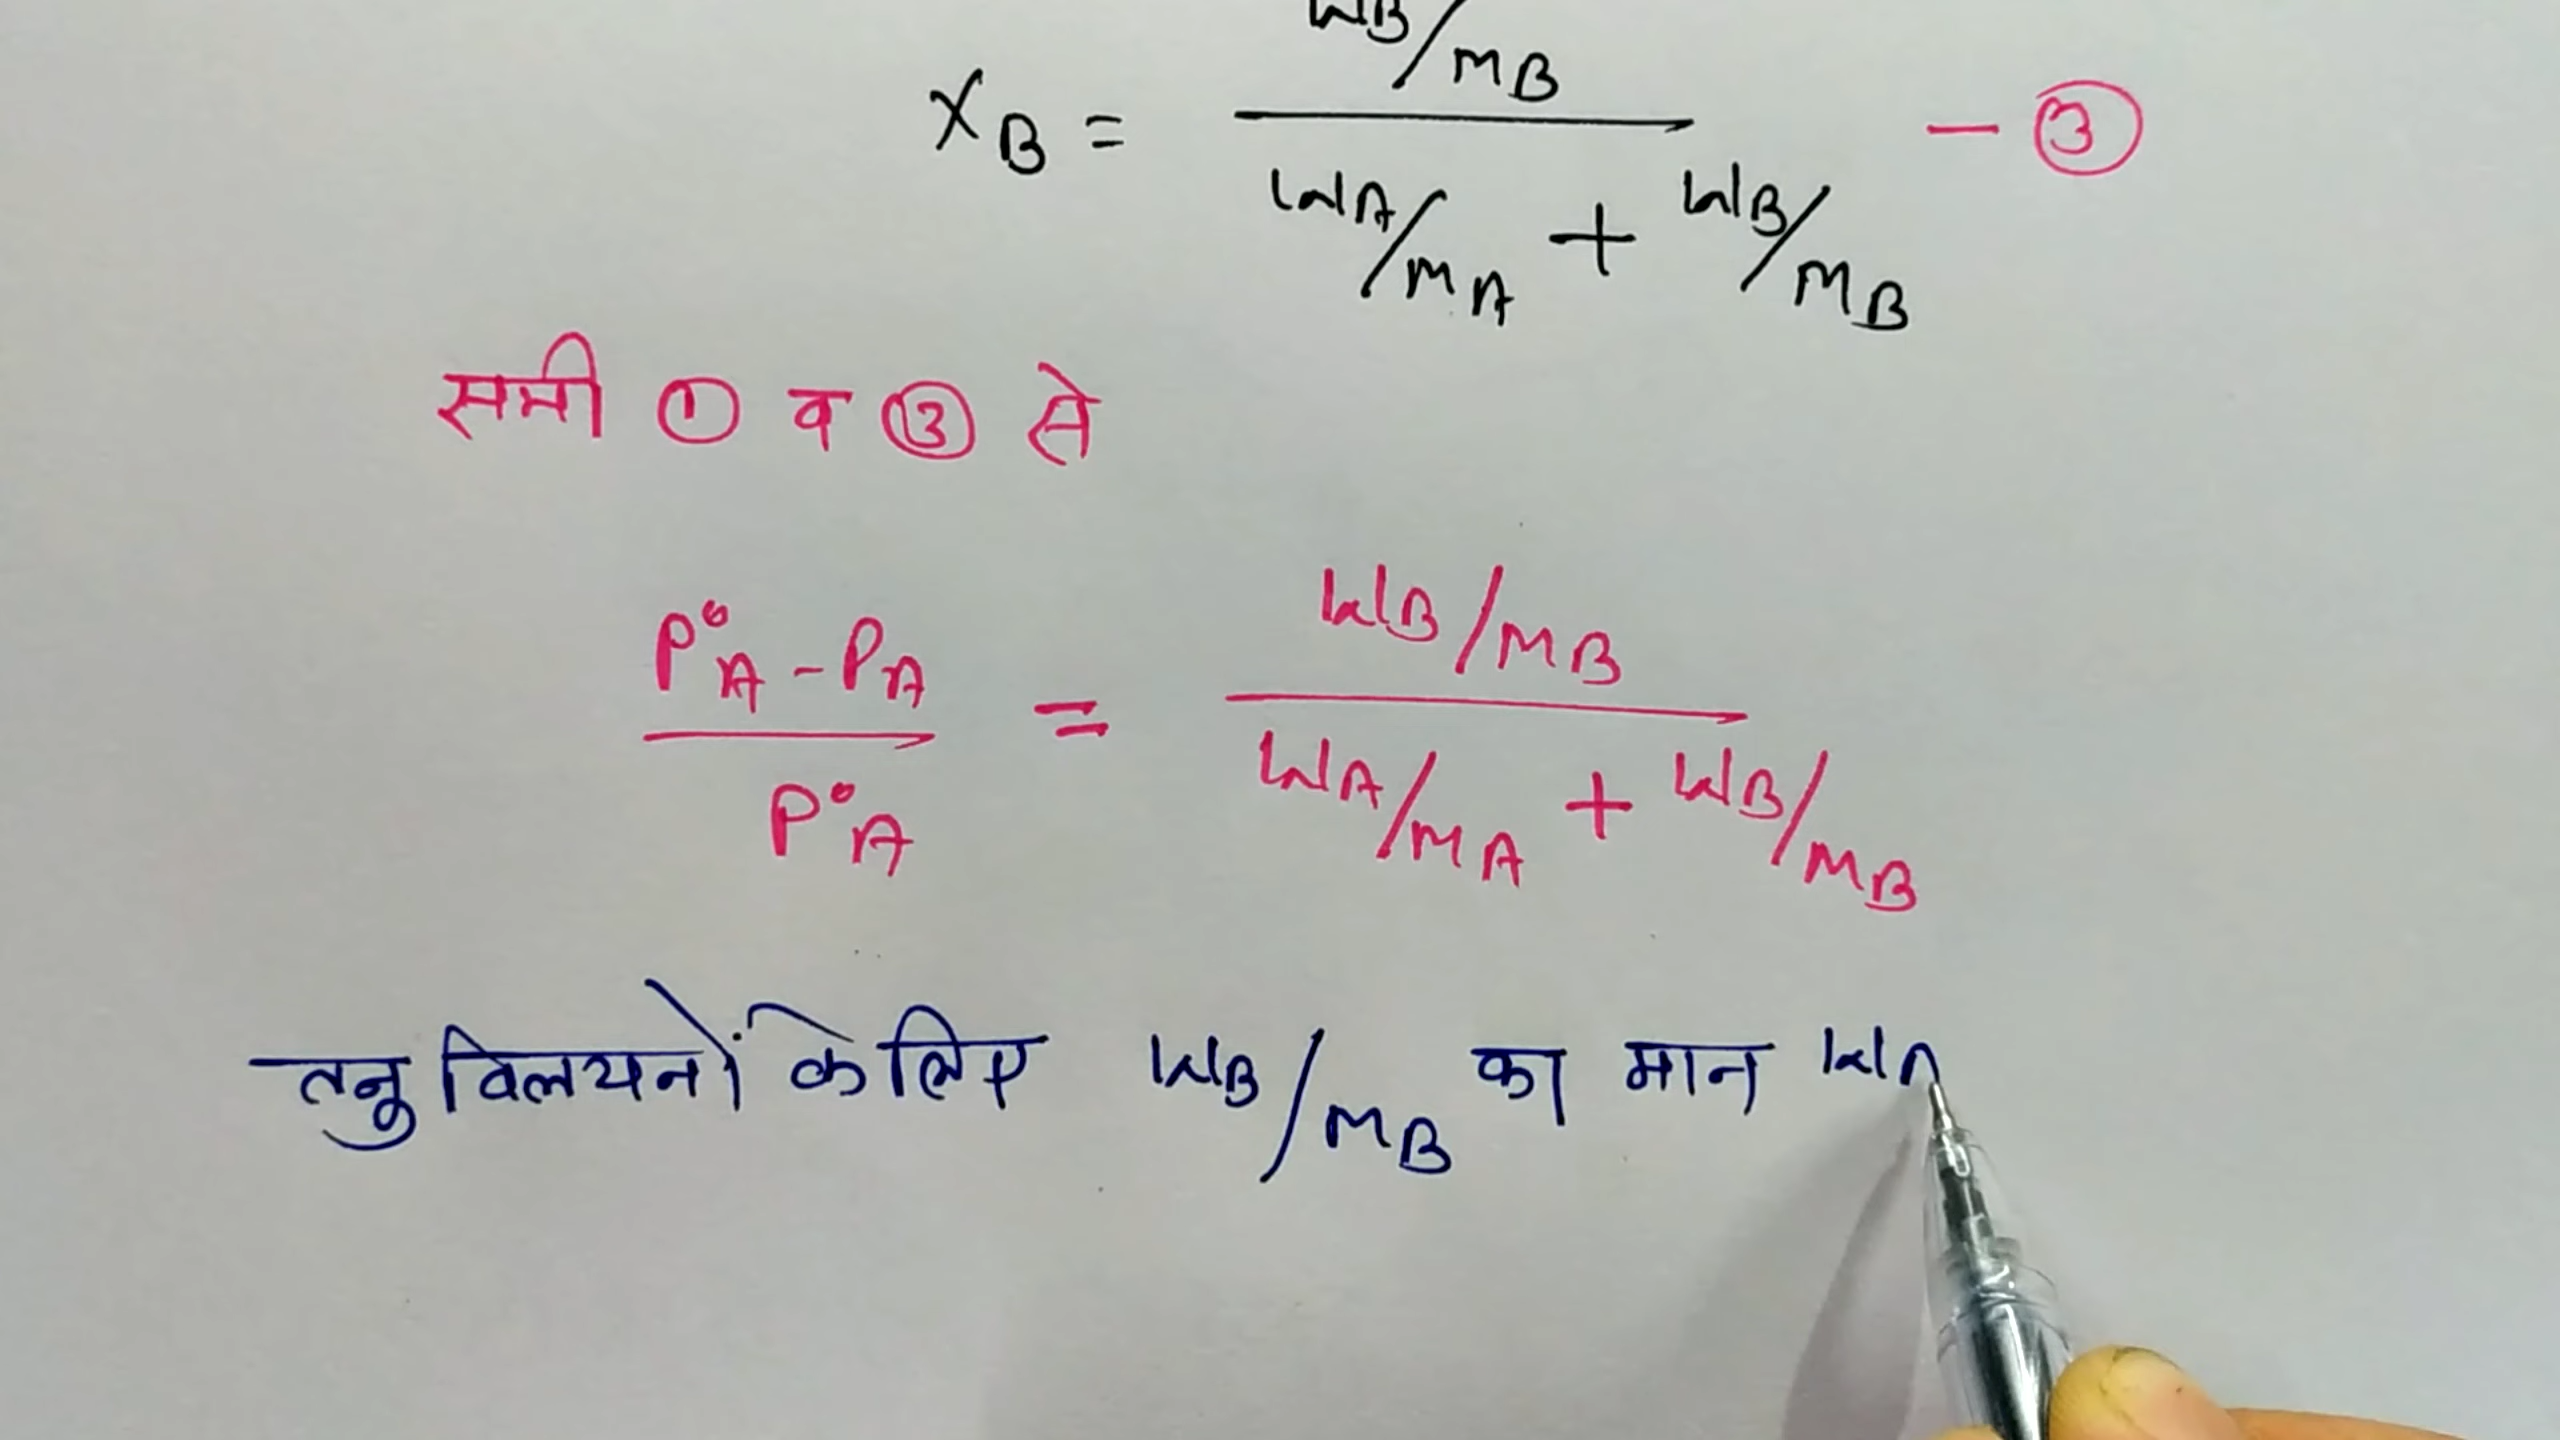 x_B = (W_B/M_B) / (W_A/M_A + W_B/M_B) - ③
समी ① व ③ से
(P°_A - P_A) / P°_A = (W_B/M_B) / (W_A/M_A + W_B/M_B)
तनु विलयनों के लिए W_B/M_B का मान W_A